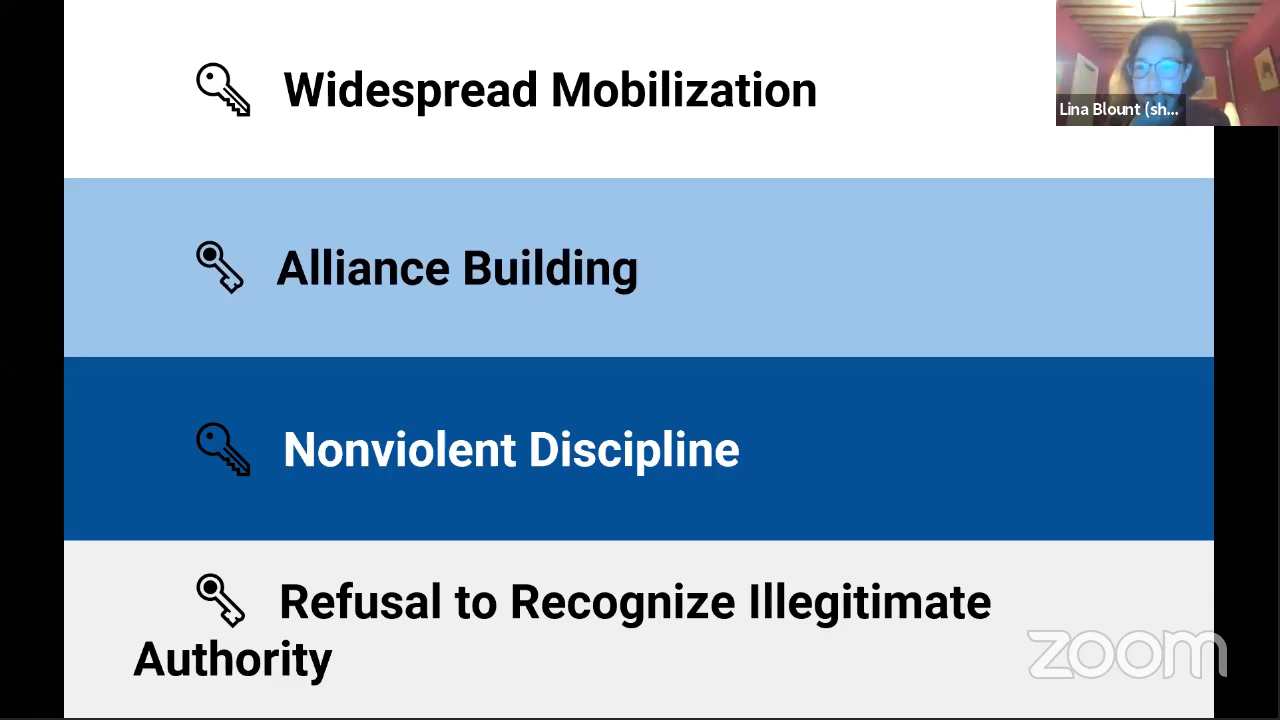 Widespread Mobilization
Lina Blount (sh...
Alliance Building
Nonviolent Discipline
Refusal to Recognize Illegitimate
Authority
zoom